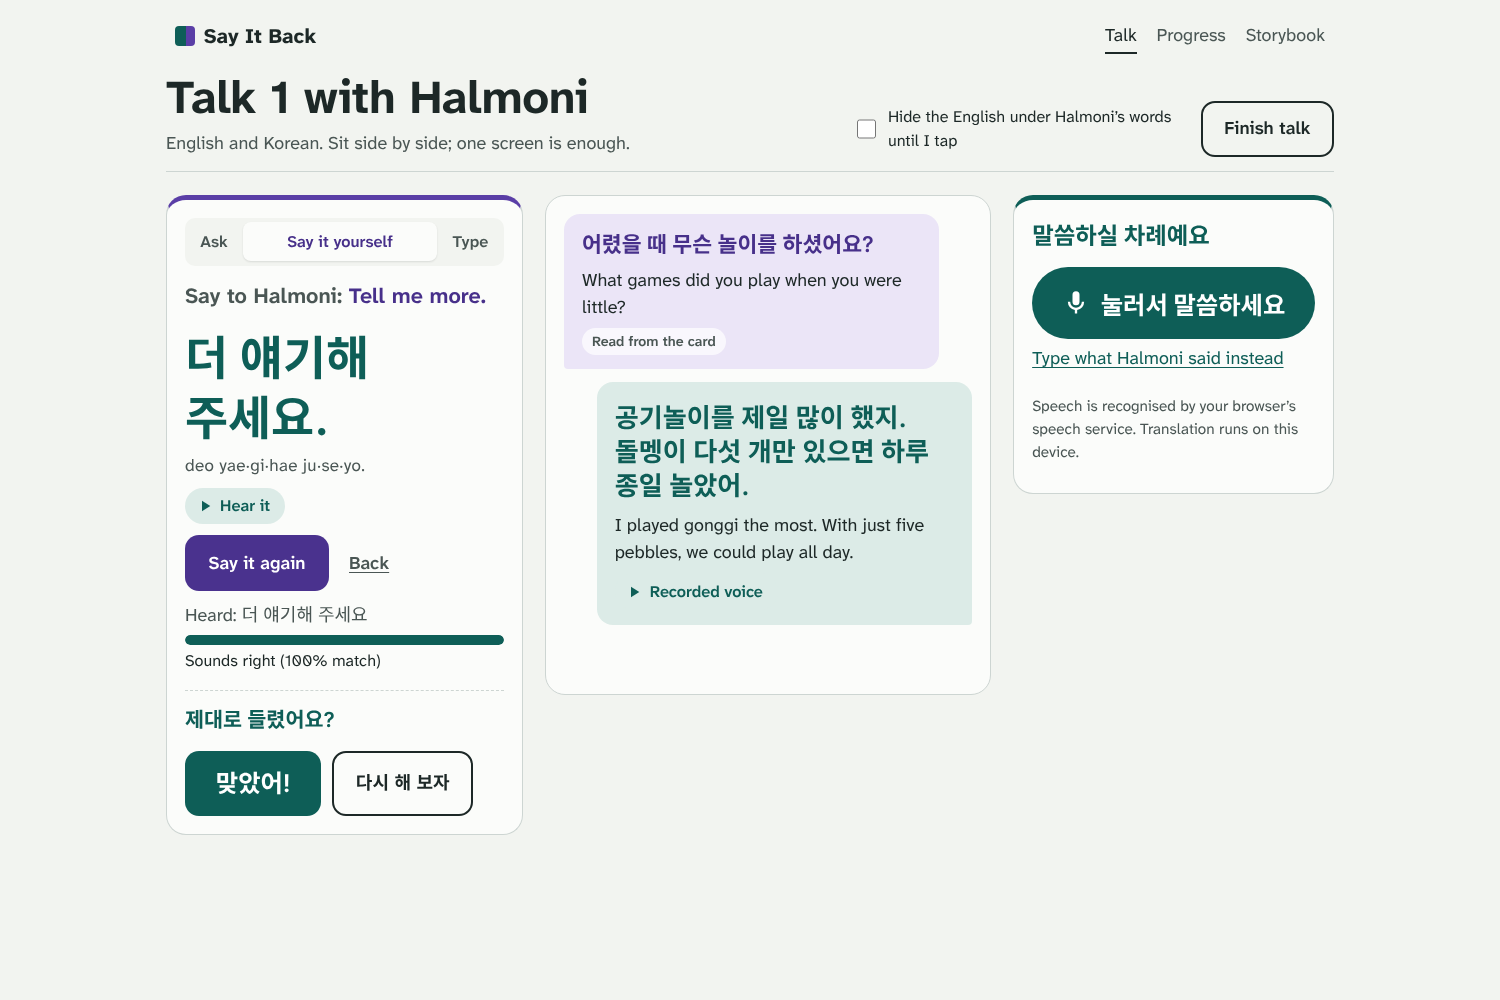 Say It Back
Talk
Progress
Storybook
Talk 1 with Halmoni
English and Korean. Sit side by side; one screen is enough.
Hide the English under Halmoni’s words
until I tap
Finish talk
Ask
Say it yourself
Type
Say to Halmoni: Tell me more.
더 얘기해
주세요.
deo yae·gi·hae ju·se·yo.
Hear it
Say it again
Back
Heard: 더 얘기해 주세요
Sounds right (100% match)
제대로 들렸어요?
맞았어!
다시 해 보자
어렸을 때 무슨 놀이를 하셨어요?
What games did you play when you were
little?
Read from the card
공기놀이를 제일 많이 했지.
돌멩이 다섯 개만 있으면 하루
종일 놀았어.
I played gonggi the most. With just five
pebbles, we could play all day.
Recorded voice
말씀하실 차례예요
눌러서 말씀하세요
Type what Halmoni said instead
Speech is recognised by your browser’s
speech service. Translation runs on this
device.